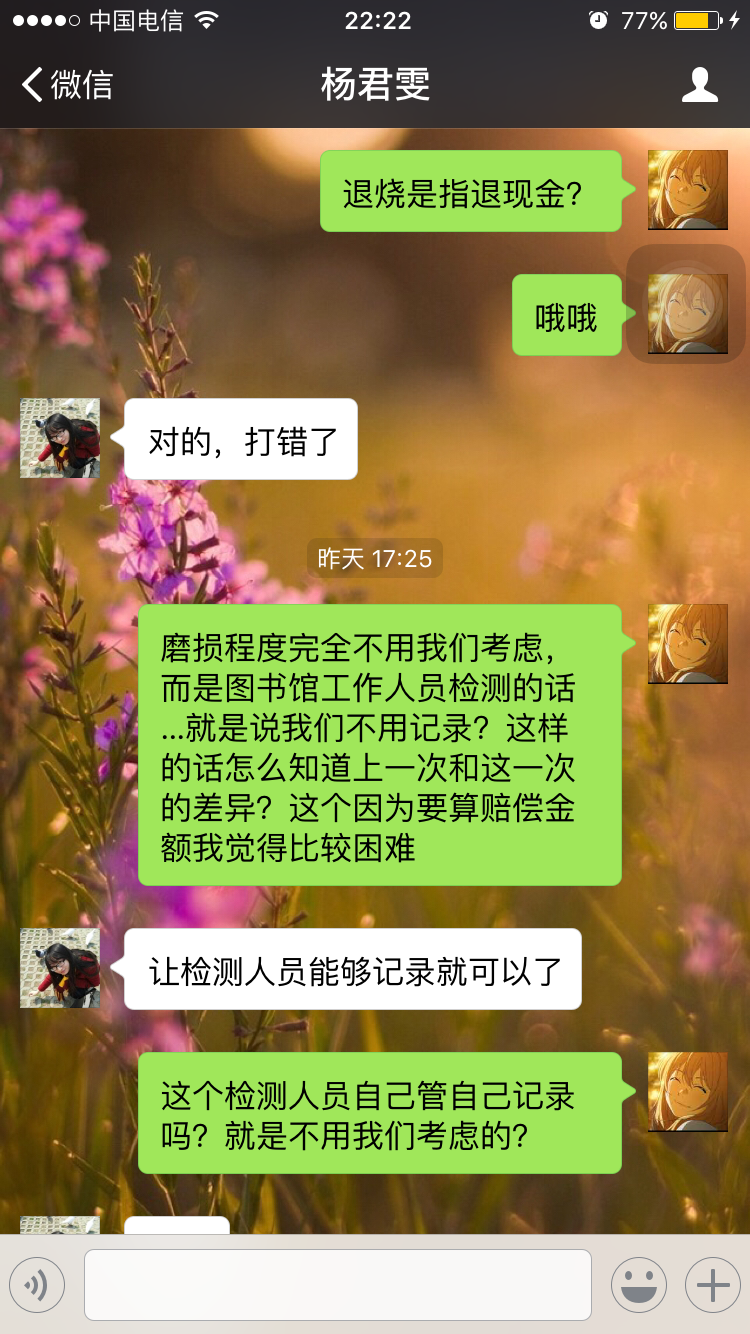 中国电信 22:22 77%
微信 杨君雯
退烧是指退现金？
哦哦
对的，打错了
昨天 17:25
磨损程度完全不用我们考虑，
而是图书馆工作人员检测的话
...就是说我们不用记录？这样
的话怎么知道上一次和这一次
的差异？这个因为要算赔偿金
额我觉得比较困难
让检测人员能够记录就可以了
这个检测人员自己管自己记录
吗？就是不用我们考虑的？